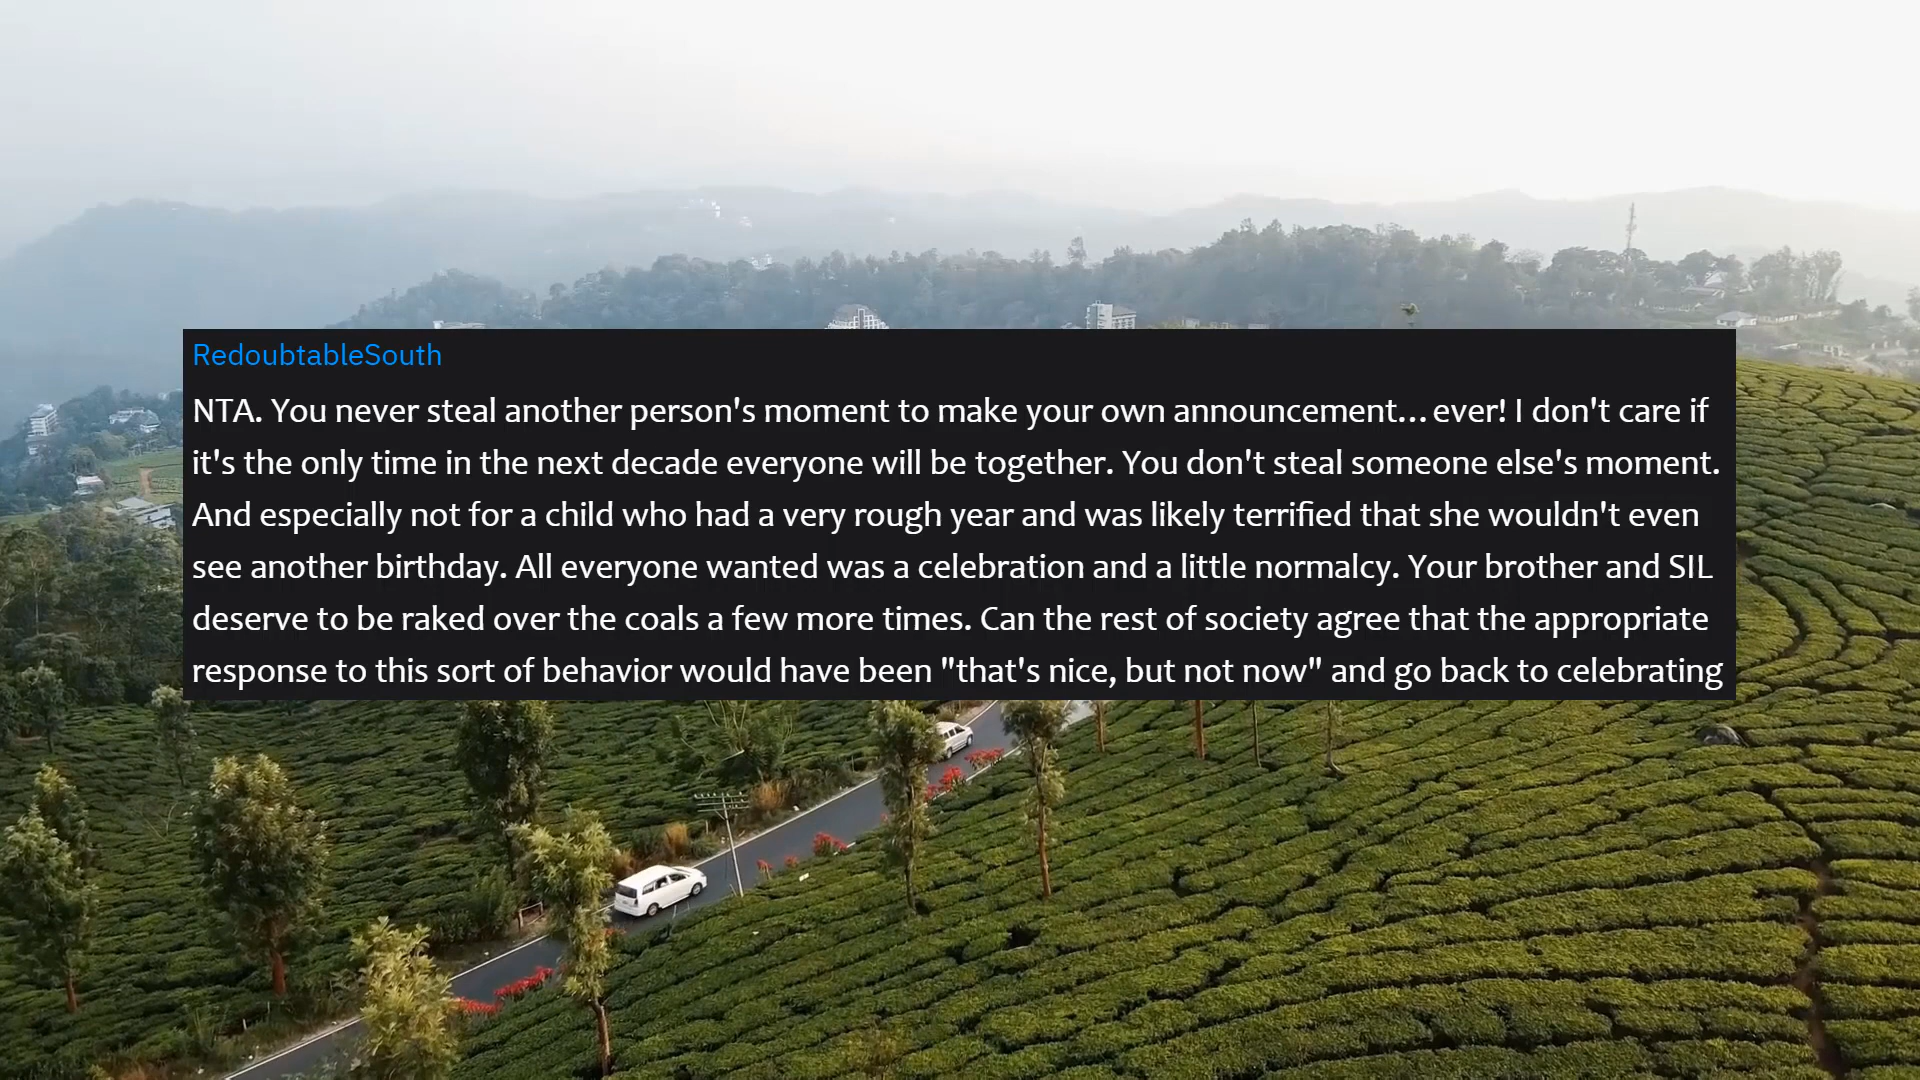 RedoubtableSouth
NTA. You never steal another person's moment to make your own announcement... ever! I don't care if
it's the only time in the next decade everyone will be together. You don't steal someone else's moment.
And especially not for a child who had a very rough year and was likely terrified that she wouldn't even
see another birthday. All everyone wanted was a celebration and a little normalcy. Your brother and SIL
deserve to be raked over the coals a few more times. Can the rest of society agree that the appropriate
response to this sort of behavior would have been "that's nice, but not now" and go back to celebrating